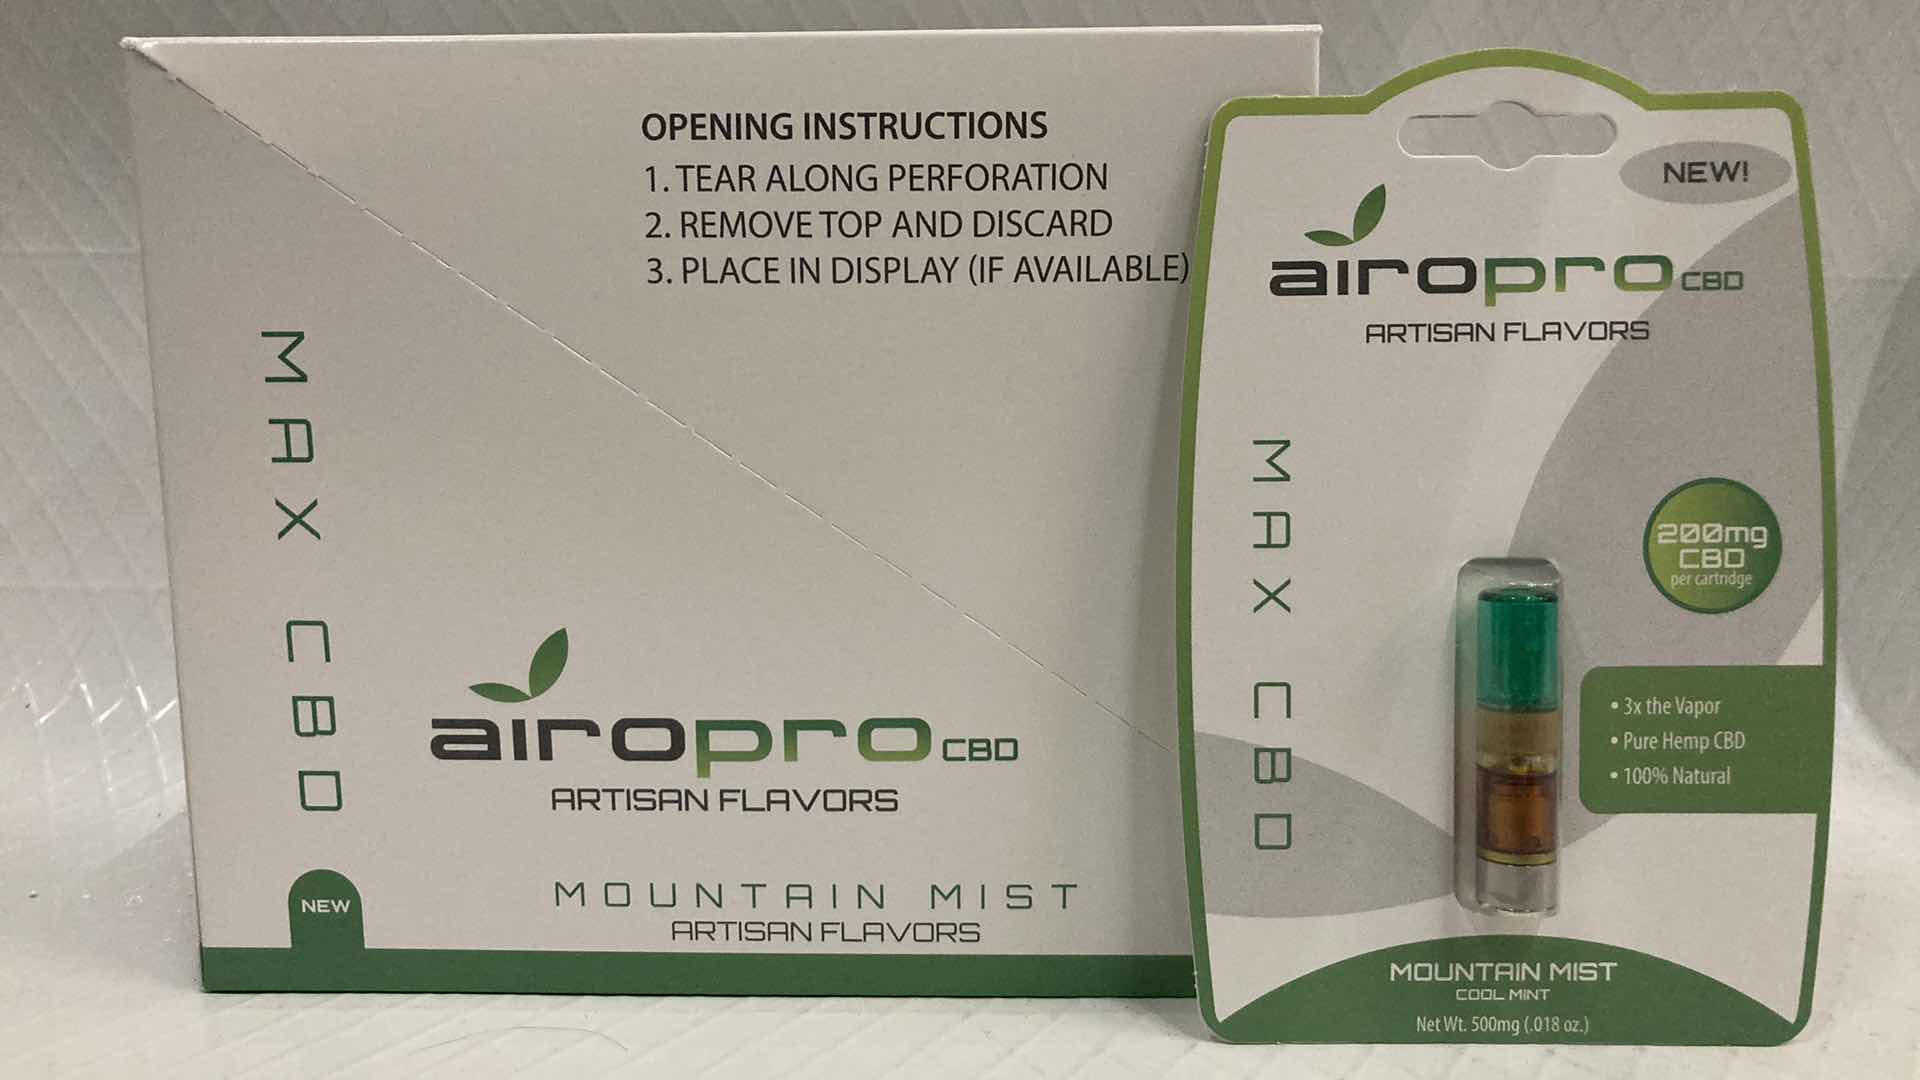 OPENING INSTRUCTIONS
1. TEAR ALONG PERFORATION
2. REMOVE TOP AND DISCARD
3. PLACE IN DISPLAY (IF AVAILABLE)
MAX CBD
airopro CBD
ARTISAN FLAVORS
NEW
MOUNTAIN MIST
ARTISAN FLAVORS
NEW!
airopro CBD
ARTISAN FLAVORS
MAX CBD
200mg
CBD
per cartridge
• 3x the Vapor
• Pure Hemp CBD
• 100% Natural
MOUNTAIN MIST
COOL MINT
Net Wt. 500mg (.018 oz.)